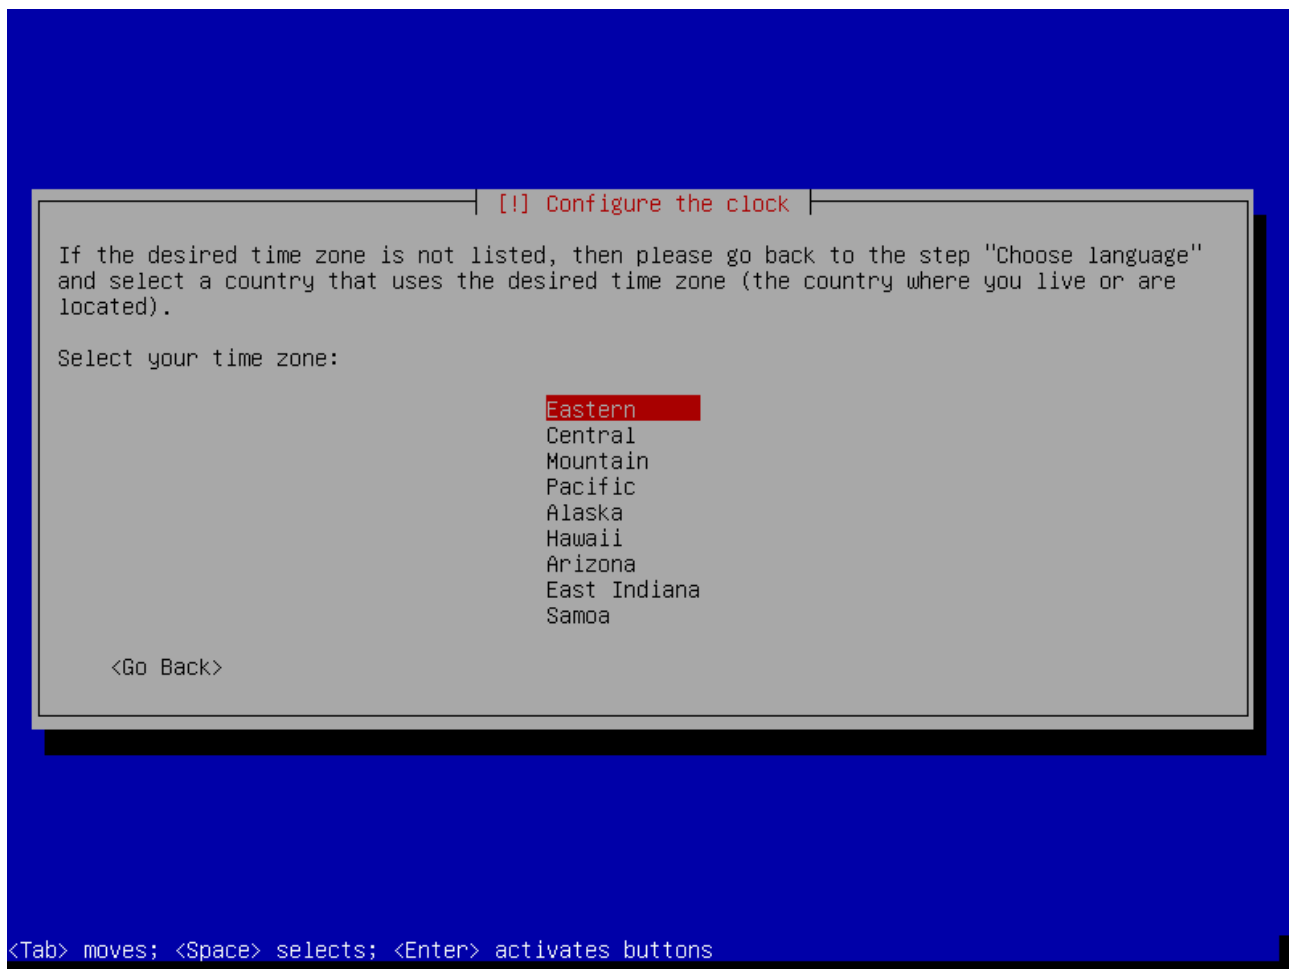 [!] Configure the clock
If the desired time zone is not listed, then please go back to the step "Choose language"
and select a country that uses the desired time zone (the country where you live or are
located).
Select your time zone:
Eastern
Central
Mountain
Pacific
Alaska
Hawaii
Arizona
East Indiana
Samoa
<Go Back>
<Tab> moves; <Space> selects; <Enter> activates buttons